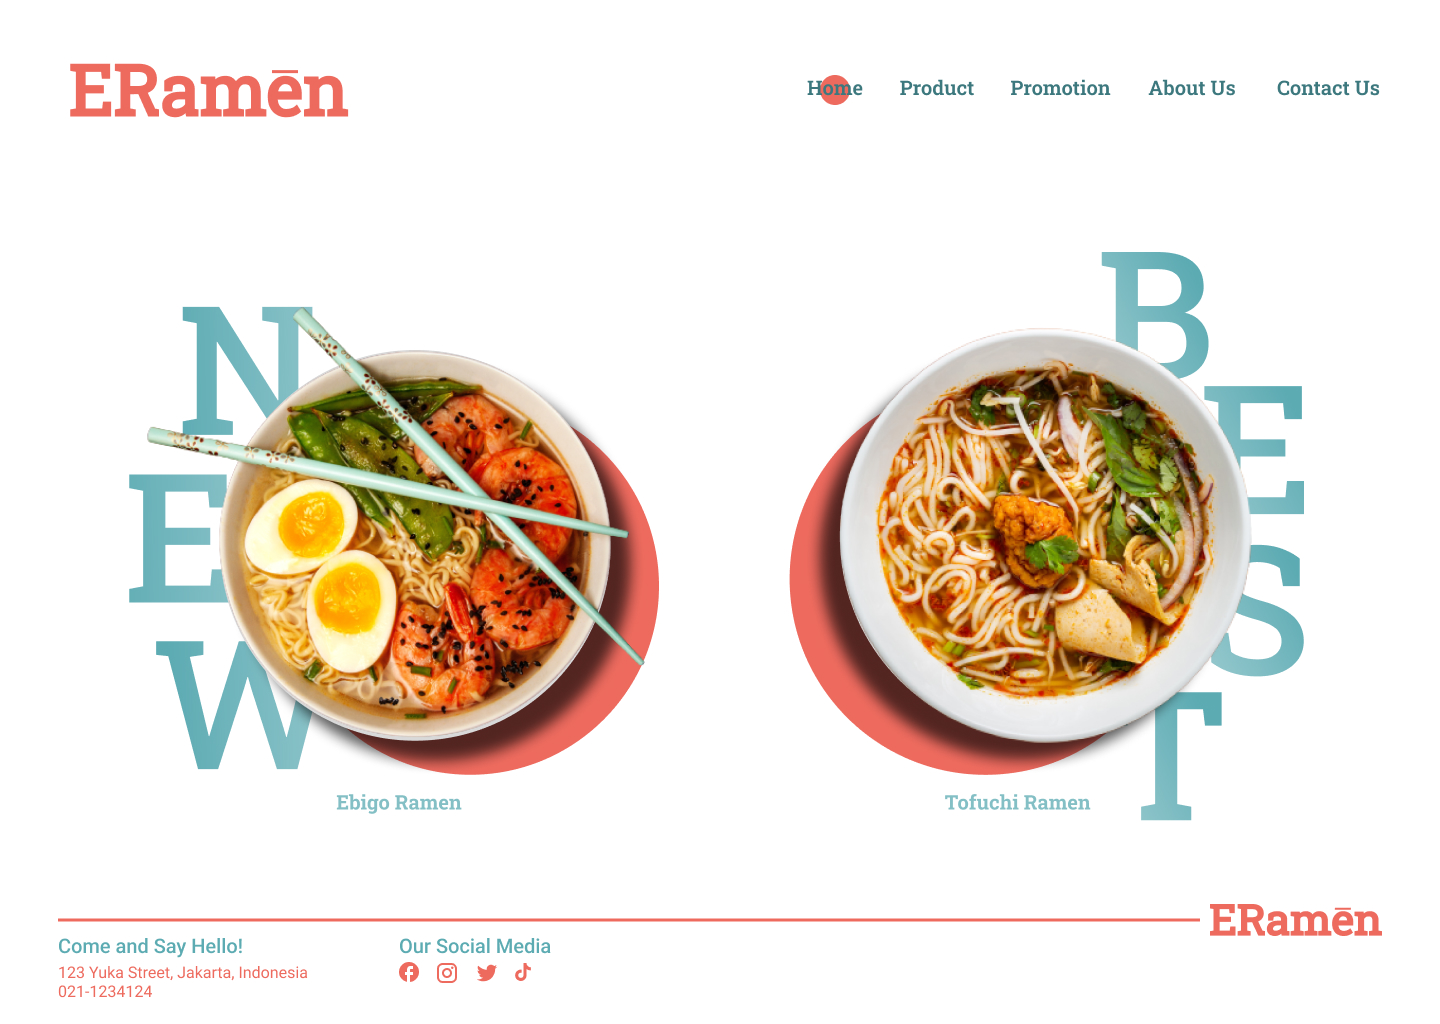 ERamēn
Home Product Promotion About Us Contact Us
NEW
BEST
Ebigo Ramen
Tofuchi Ramen
ERamēn
Come and Say Hello!
123 Yuka Street, Jakarta, Indonesia
021-1234124
Our Social Media